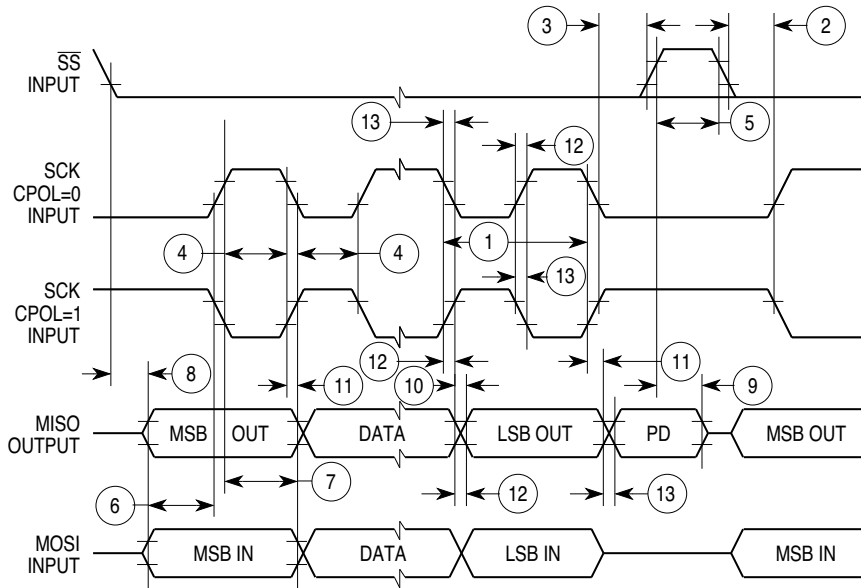 3
2
SS
INPUT
5
13
12
SCK
CPOL=0
INPUT
4
4
1
13
SCK
CPOL=1
INPUT
8
11
12
10
11
9
MISO
OUTPUT
MSB OUT
DATA
LSB OUT
PD
MSB OUT
6
7
12
13
MOSI
INPUT
MSB IN
DATA
LSB IN
MSB IN